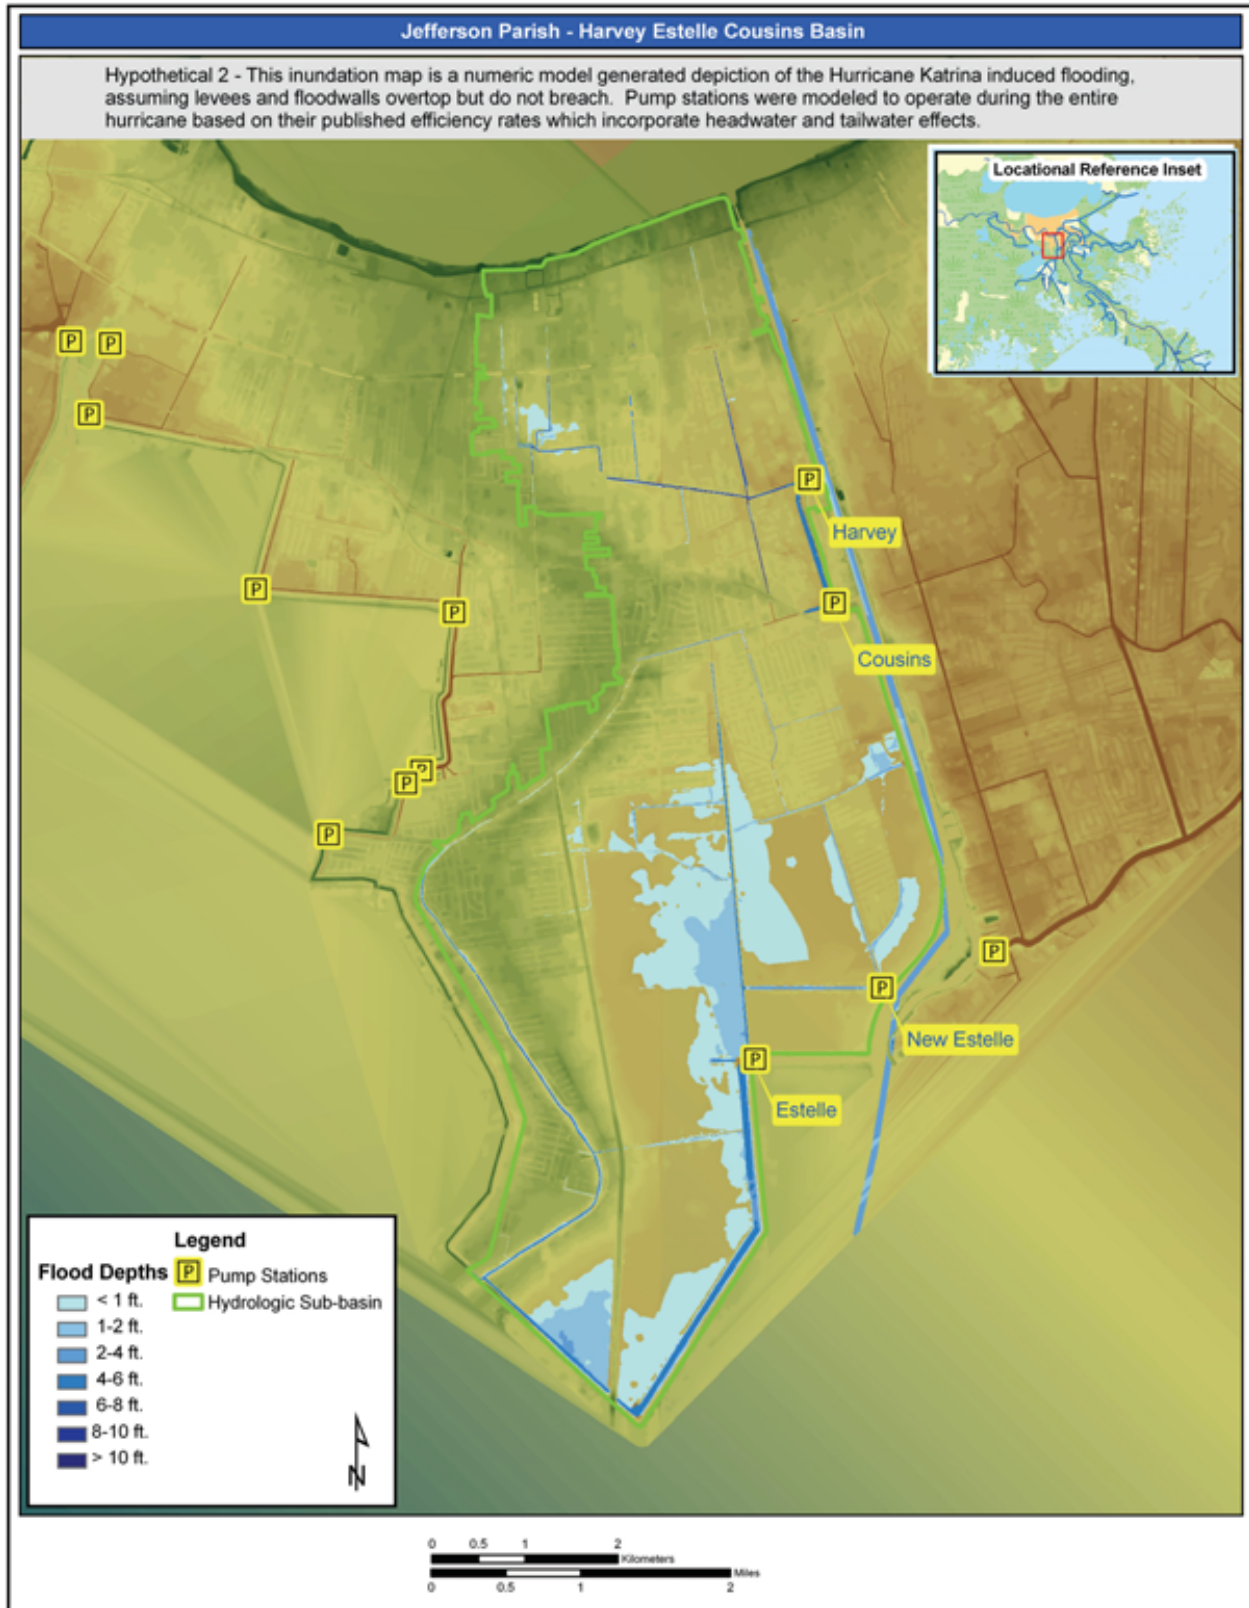 Jefferson Parish - Harvey Estelle Cousins Basin
Hypothetical 2 - This inundation map is a numeric model generated depiction of the Hurricane Katrina induced flooding,
assuming levees and floodwalls overtop but do not breach. Pump stations were modeled to operate during the entire
hurricane based on their published efficiency rates which incorporate headwater and tailwater effects.
Locational Reference Inset
P
P
P
P
Harvey
P
P
P
Cousins
P
P
P
P
P
New Estelle
P
Estelle
Legend
Flood Depths
P Pump Stations
Hydrologic Sub-basin
< 1 ft.
1-2 ft.
2-4 ft.
4-6 ft.
6-8 ft.
8-10 ft.
> 10 ft.
N
0 0.5 1 2
Kilometers
Miles
0 0.5 1 2